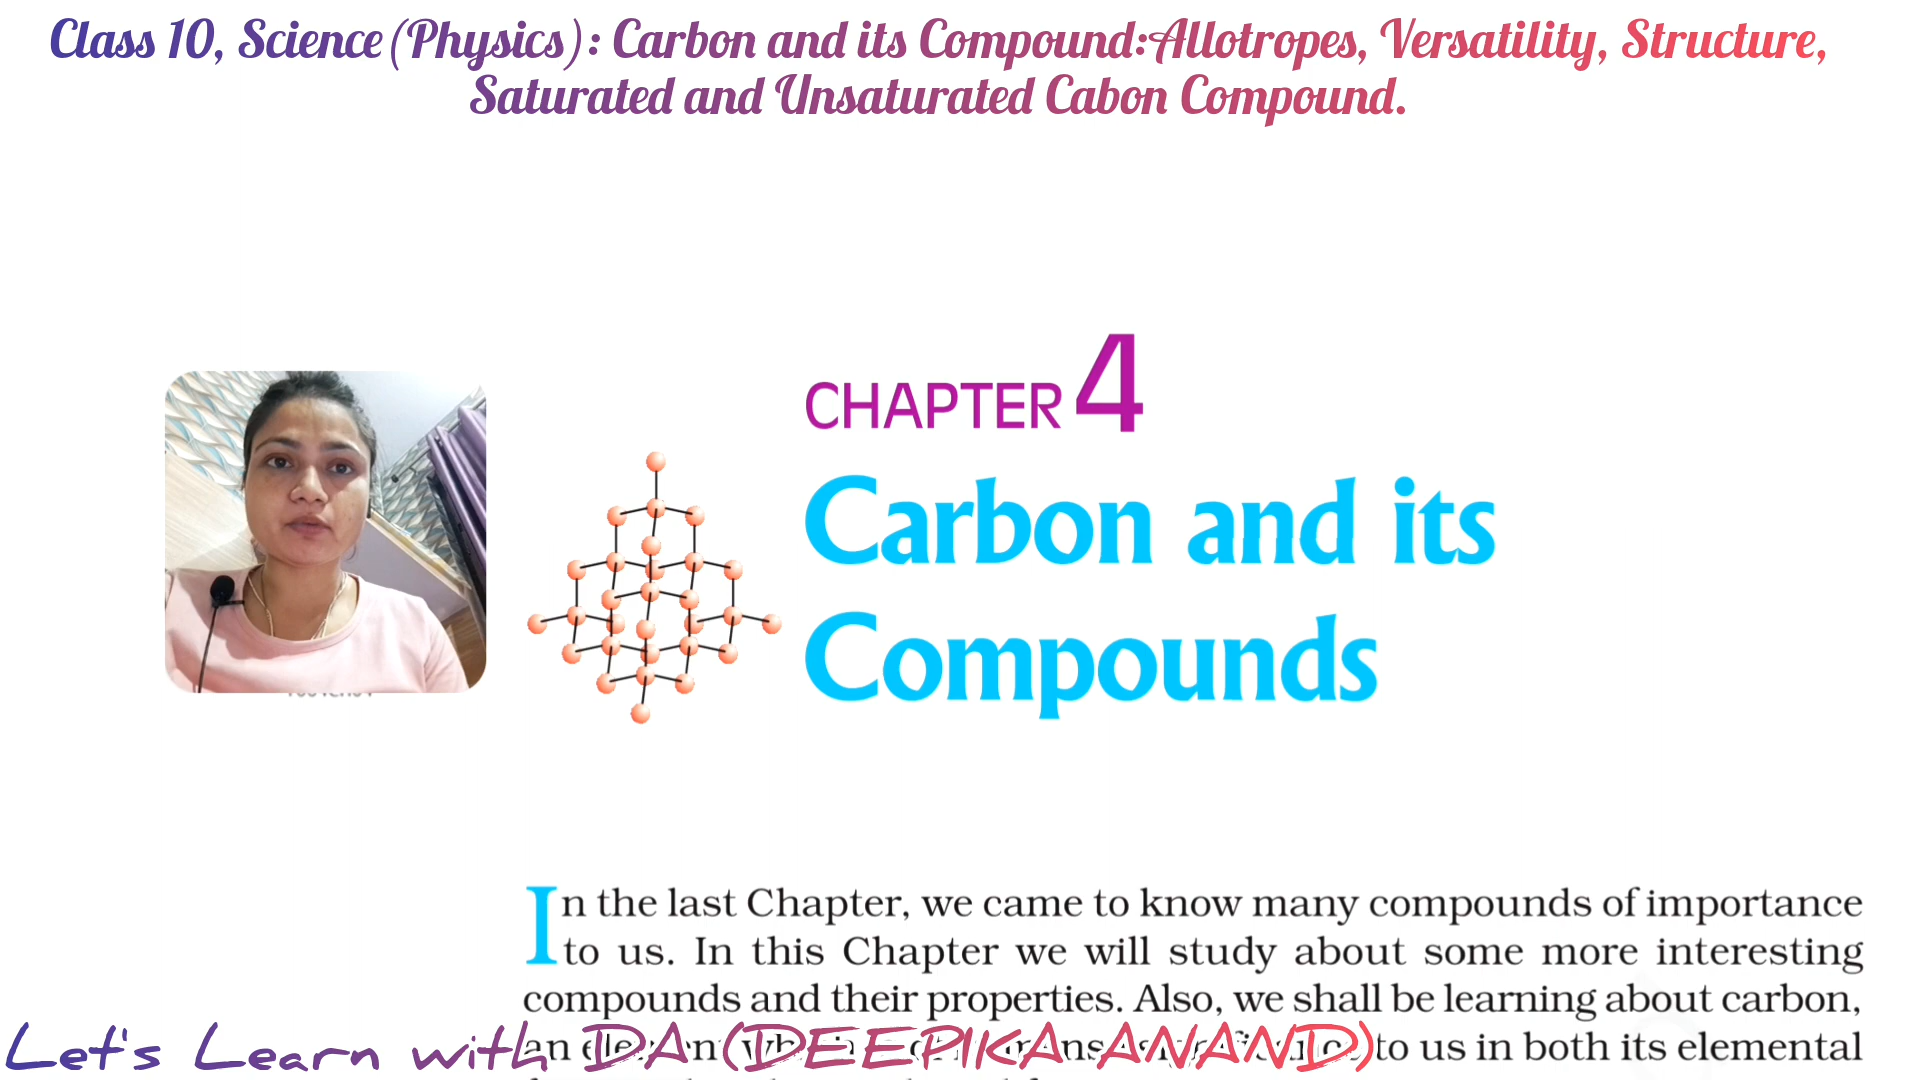 Class 10, Science(Physics): Carbon and its Compound:Allotropes, Versatility, Structure,
Saturated and Unsaturated Cabon Compound.
CHAPTER 4
Carbon and its
Compounds
In the last Chapter, we came to know many compounds of importance
to us. In this Chapter we will study about some more interesting
compounds and their properties. Also, we shall be learning about carbon,
to us in both its elemental
Let's Learn with DA (DEEPIKA ANAND)